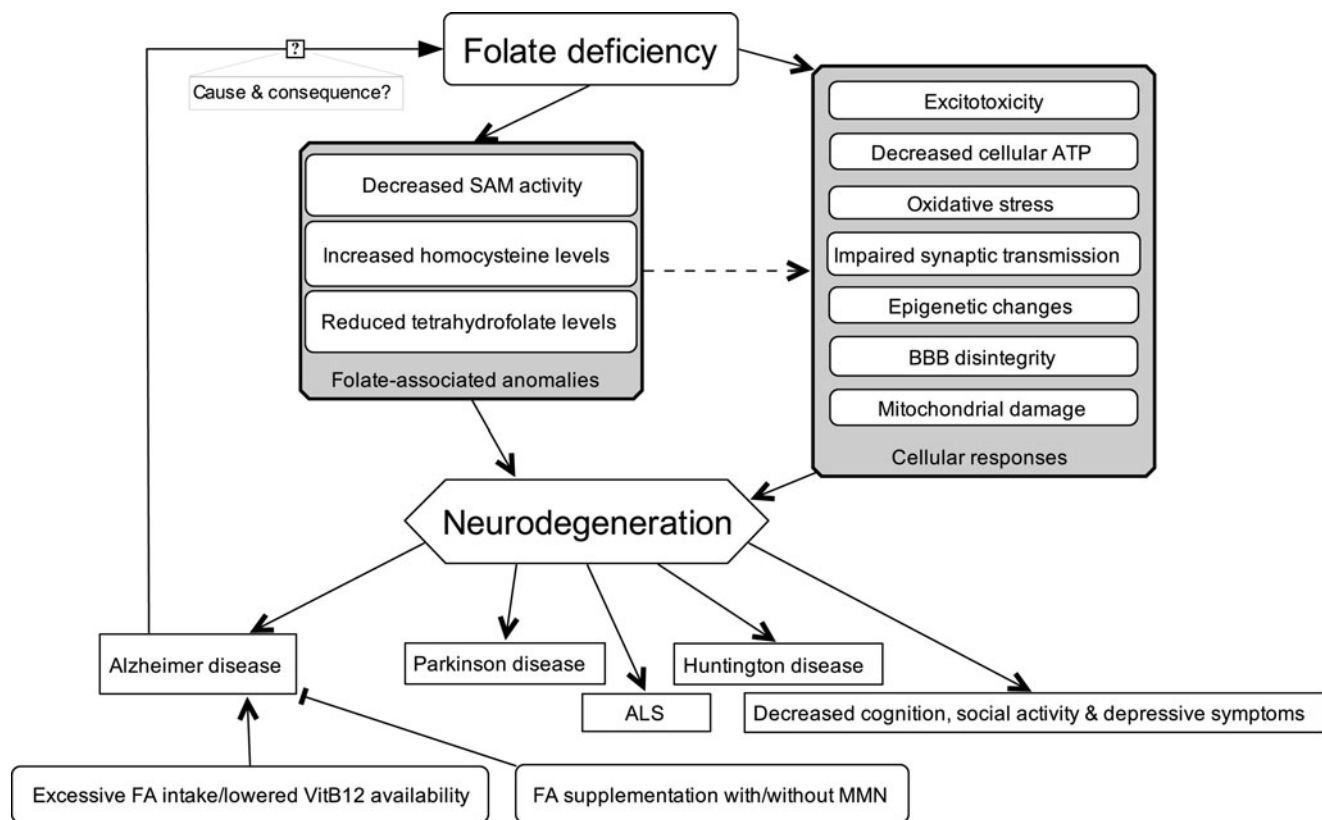 ?
Folate deficiency
Cause & consequence?
Excitotoxicity
Decreased cellular ATP
Oxidative stress
Impaired synaptic transmission
Epigenetic changes
BBB disintegrity
Mitochondrial damage
Cellular responses
Decreased SAM activity
Increased homocysteine levels
Reduced tetrahydrofolate levels
Folate-associated anomalies
Neurodegeneration
Alzheimer disease
Parkinson disease
Huntington disease
ALS
Decreased cognition, social activity & depressive symptoms
Excessive FA intake/lowered VitB12 availability
FA supplementation with/without MMN